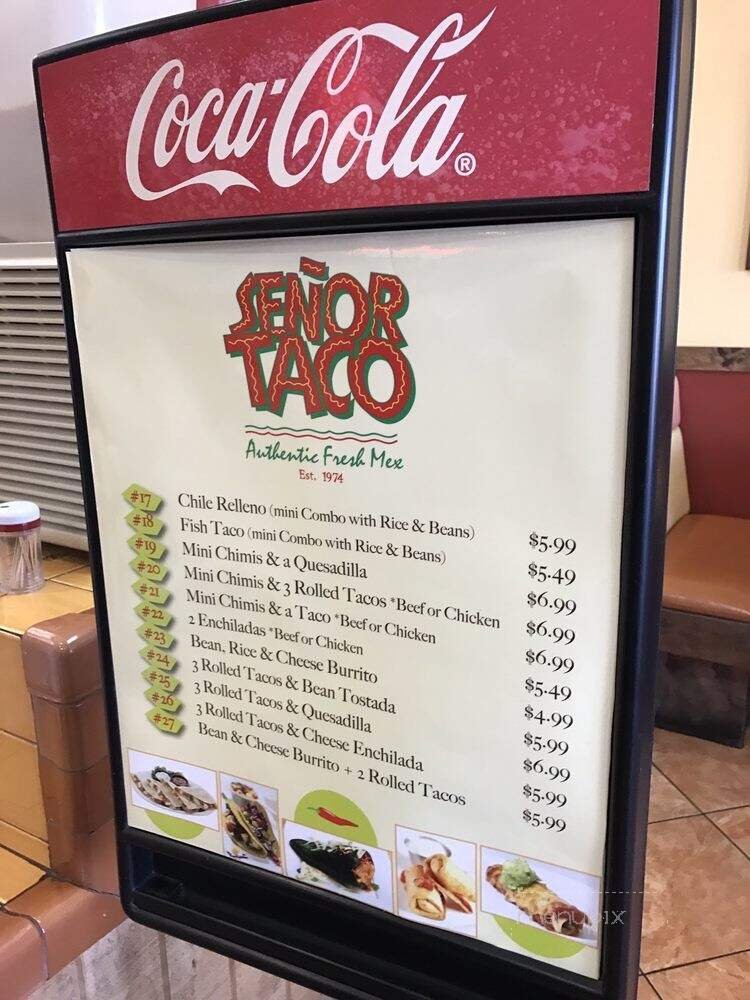 Coca-Cola®
SEÑOR
TACO
Authentic Fresh Mex
Est. 1974
#17 Chile Relleno (mini Combo with Rice & Beans) $5.99
#18 Fish Taco (mini Combo with Rice & Beans) $5.49
#19 Mini Chimis & a Quesadilla $6.99
#20 Mini Chimis & 3 Rolled Tacos *Beef or Chicken $6.99
#21 Mini Chimis & a Taco *Beef or Chicken $6.99
#22 2 Enchiladas *Beef or Chicken $5.49
#23 Bean, Rice & Cheese Burrito $4.99
#24 3 Rolled Tacos & Bean Tostada $5.99
#25 3 Rolled Tacos & Quesadilla $6.99
#26 3 Rolled Tacos & Cheese Enchilada $5.99
#27 Bean & Cheese Burrito + 2 Rolled Tacos $5.99
menupix